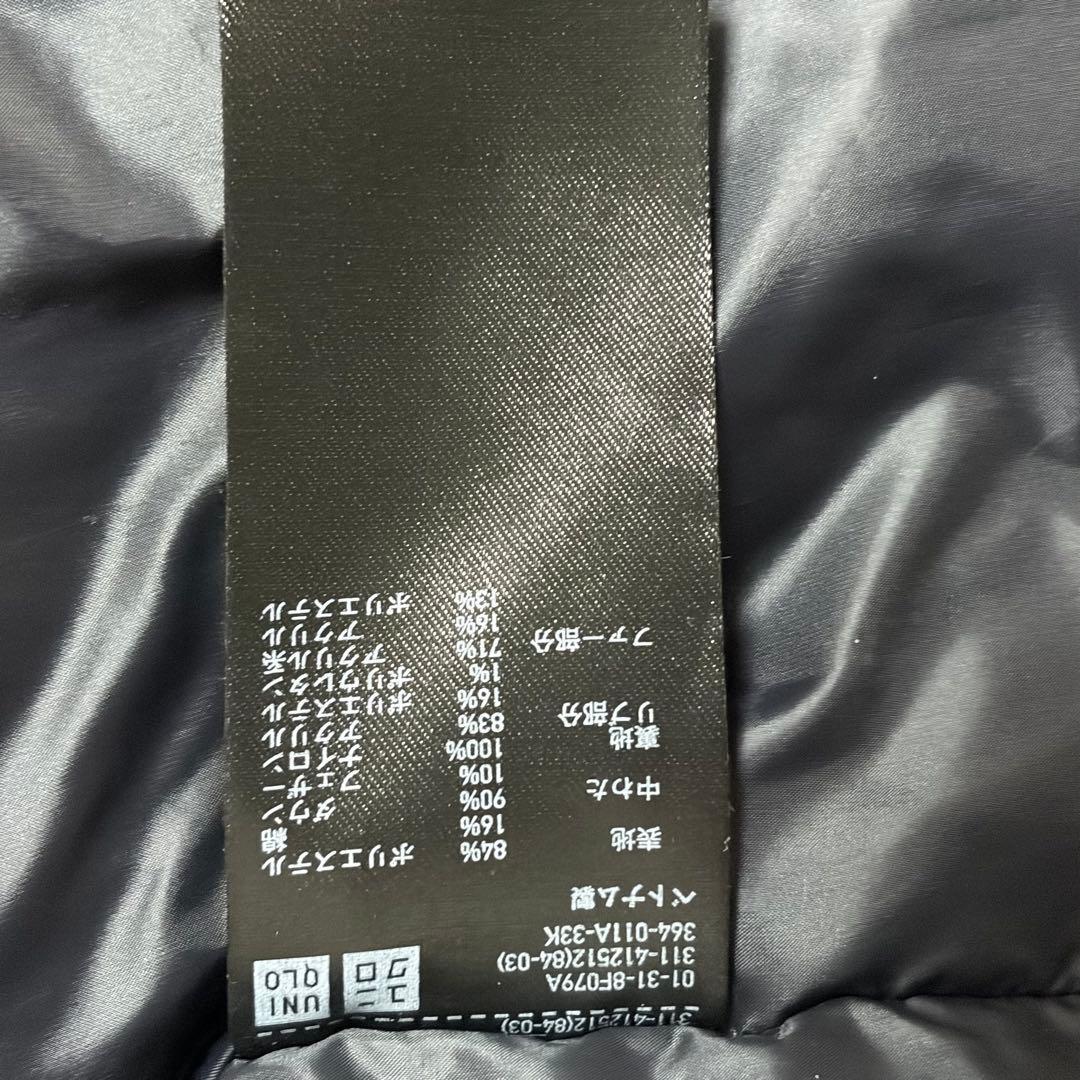 311-412512(84-03)
01-31-8F079A
311-412512(84-03)
364-011A-33K
ユニ
クロ
UNI
QLO
ベトナム製
表地 84% ポリエステル
16% 綿
中わた 90% ダウン
10% フェザー
裏地 100% ナイロン
リブ部分 83% アクリル
16% ポリエステル
1% ポリウレタン
ファー部分 71% アクリル系
16% アクリル
13% ポリエステル